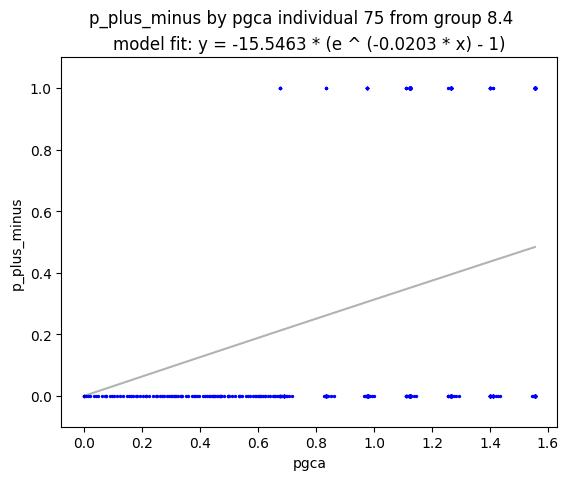 p_plus_minus by pgca individual 75 from group 8.4
model fit: y = -15.5463 * (e ^ (-0.0203 * x) - 1)
1.0
0.8
0.6
0.4
0.2
0.0
p_plus_minus
0.0 0.2 0.4 0.6 0.8 1.0 1.2 1.4 1.6
pgca